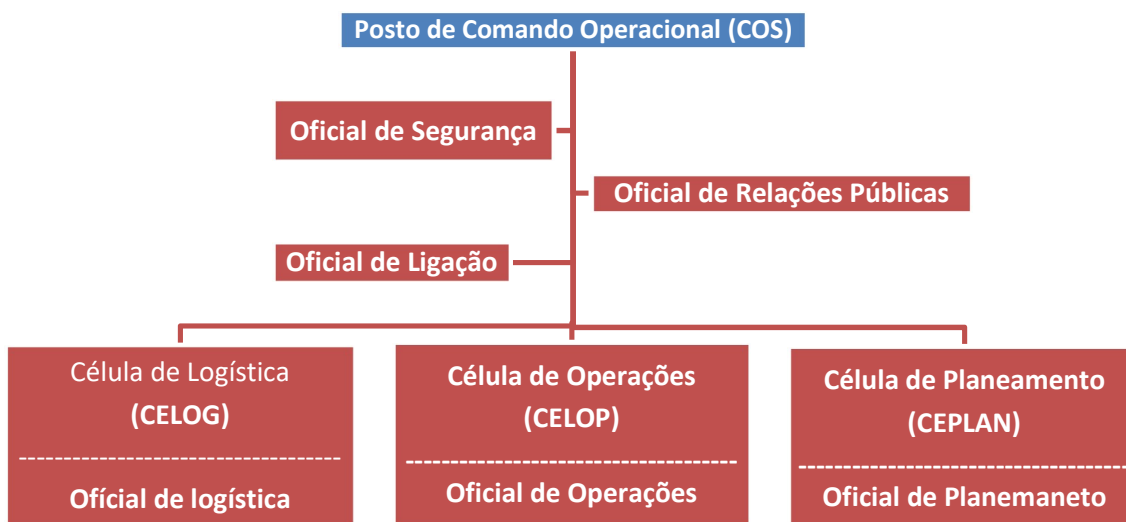 Posto de Comando Operacional (COS)
Oficial de Segurança
Oficial de Relações Públicas
Oficial de Ligação
Célula de Logística
(CELOG)
Ofícial de logística
Célula de Operações
(CELOP)
Oficial de Operações
Célula de Planeamento
(CEPLAN)
Oficial de Planemaneto